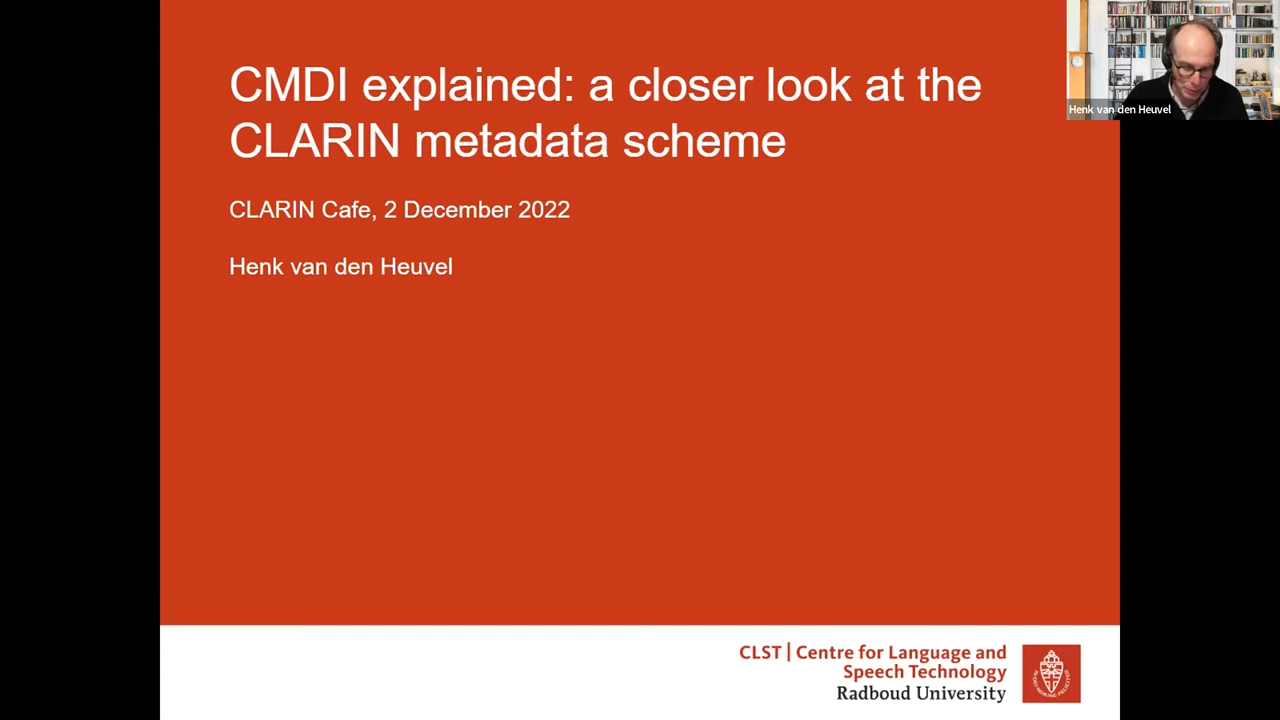 CMDI explained: a closer look at the
CLARIN metadata scheme
CLARIN Cafe, 2 December 2022
Henk van den Heuvel
Henk van den Heuvel
CLST | Centre for Language and
Speech Technology
Radboud University